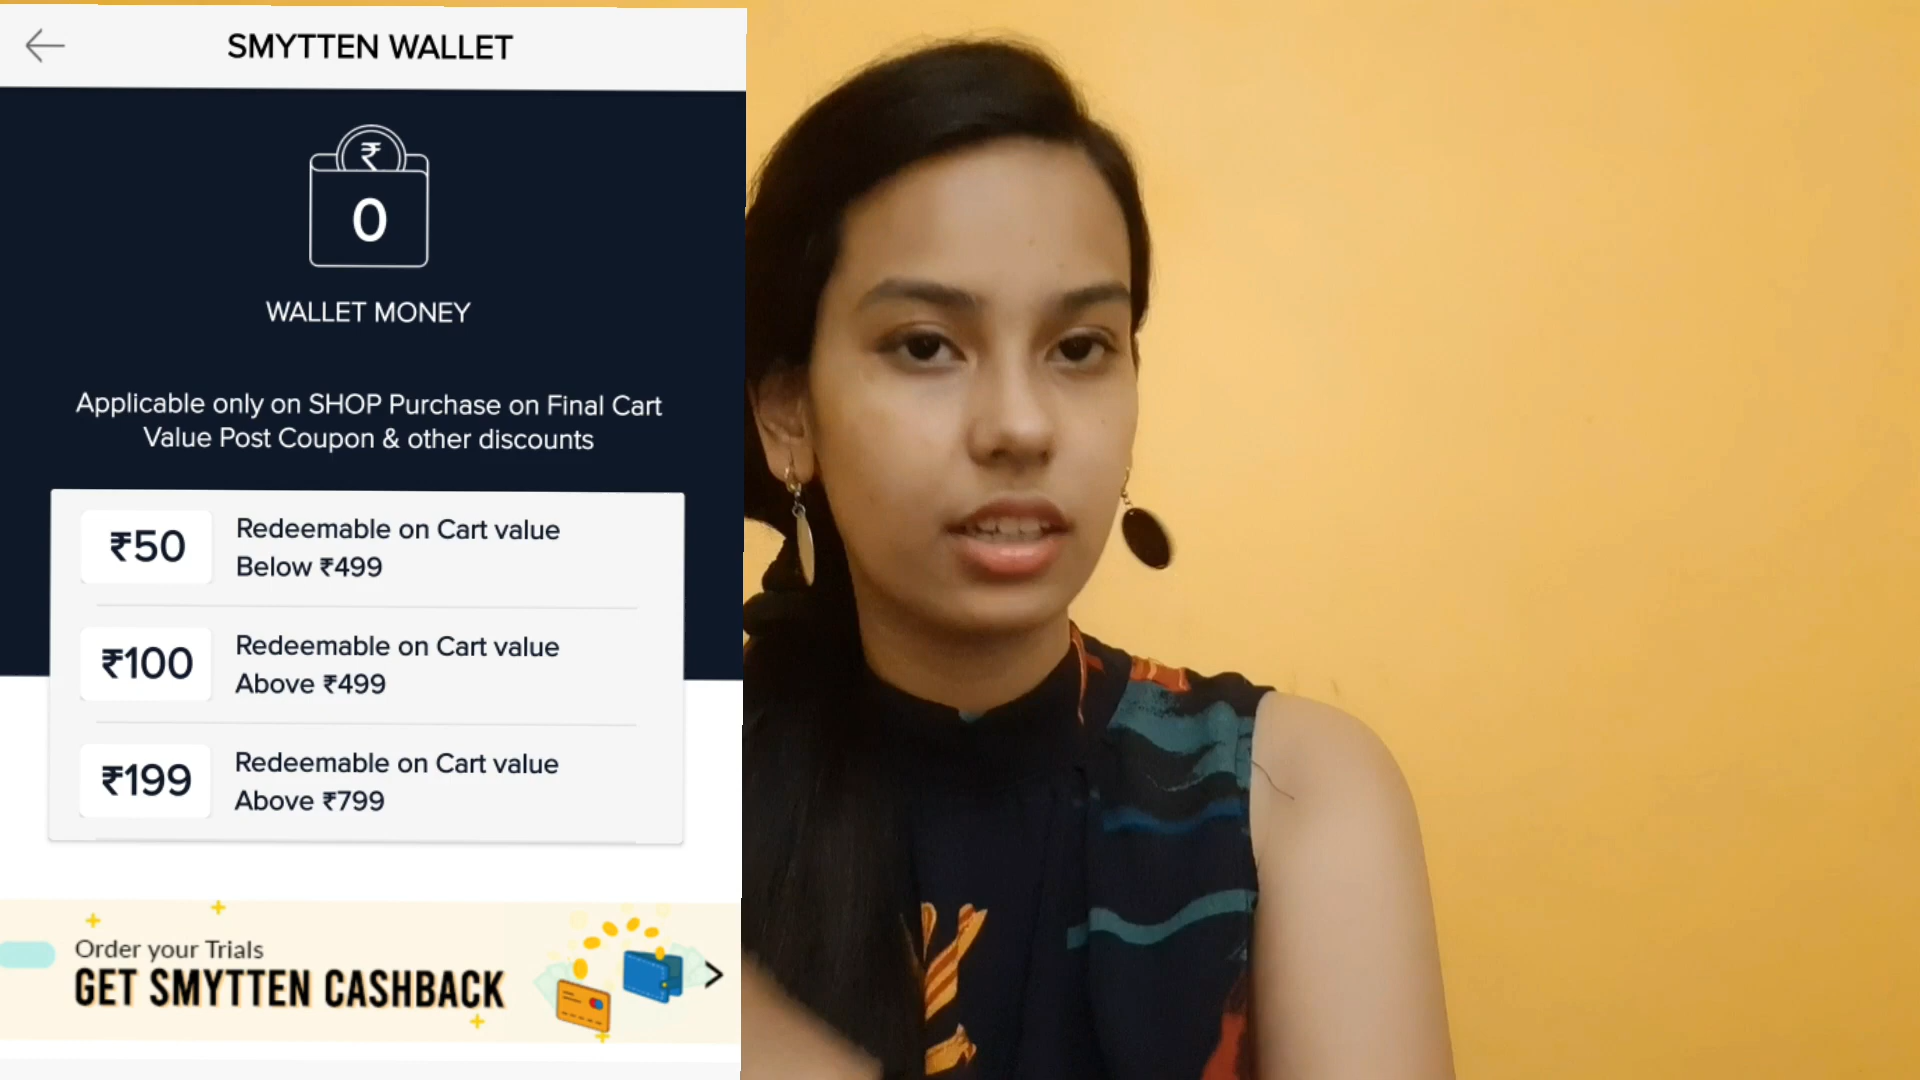 SMYTTEN WALLET
₹
0
WALLET MONEY
Applicable only on SHOP Purchase on Final Cart
Value Post Coupon & other discounts
₹50
Redeemable on Cart value
Below ₹499
₹100
Redeemable on Cart value
Above ₹499
₹199
Redeemable on Cart value
Above ₹799
Order your Trials
GET SMYTTEN CASHBACK